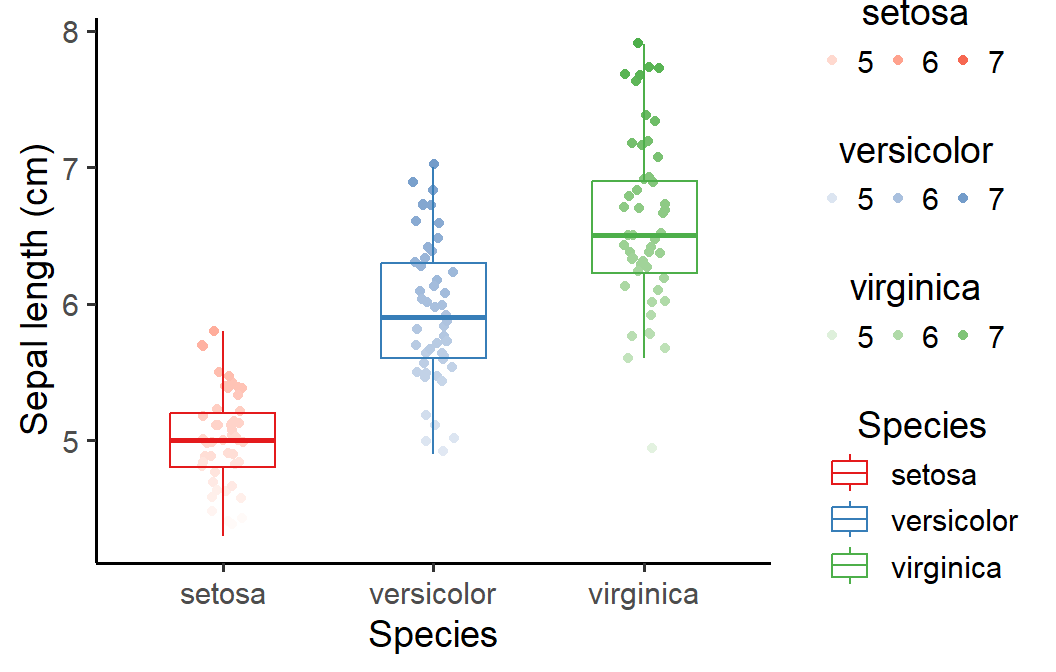 Sepal length (cm)
8
7
6
5
setosa
versicolor
virginica
Species
setosa
5 6 7
versicolor
5 6 7
virginica
5 6 7
Species
setosa
versicolor
virginica